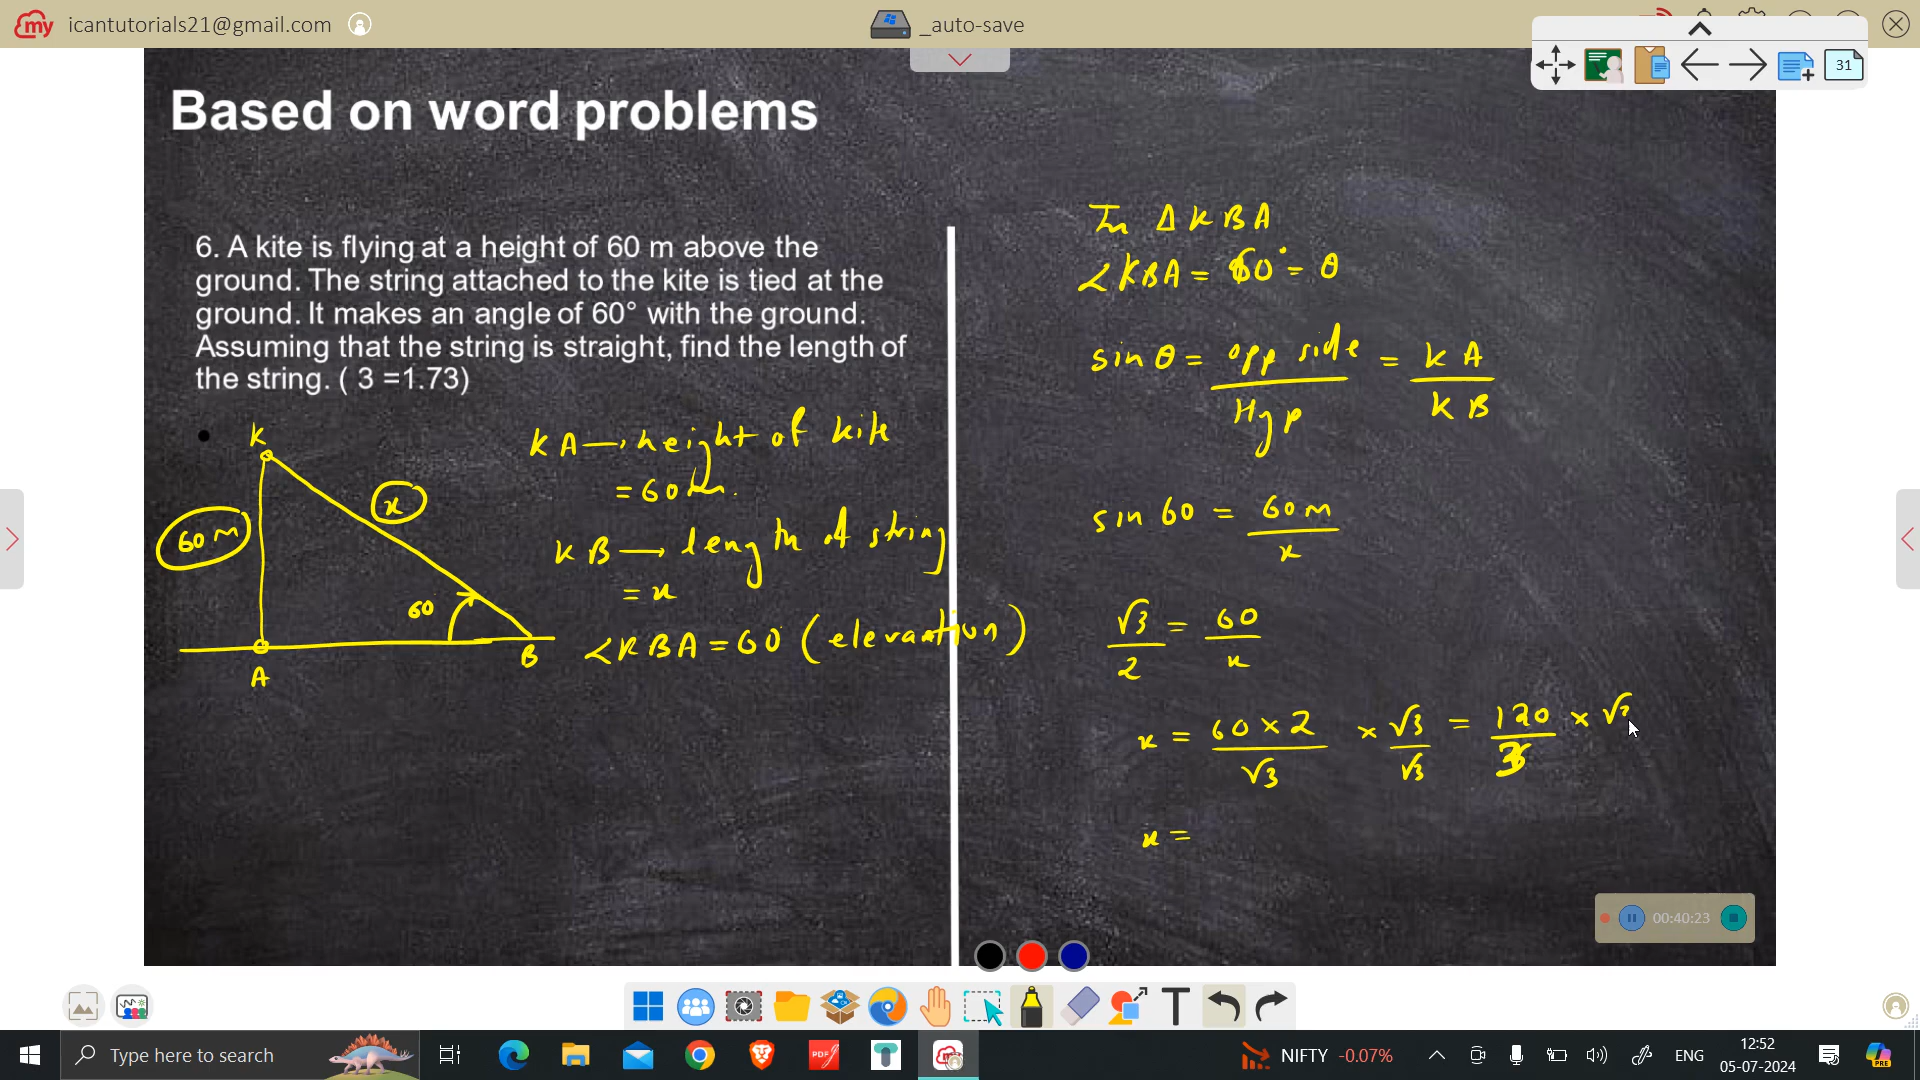 icantutorials21@gmail.com
_auto-save
31
Based on word problems
6. A kite is flying at a height of 60 m above the
ground. The string attached to the kite is tied at the
ground. It makes an angle of 60° with the ground.
Assuming that the string is straight, find the length of
the string. ( 3 =1.73)
K
60 m
x
60
A
B
KA → height of kite
= 60 m.
KB → length of string
= x
∠KBA = 60° (elevation)
In Δ KBA
∠KBA = 60° = θ
sin θ = opp side / Hyp = KA / KB
sin 60 = 60 m / x
√3 / 2 = 60 / x
x = 60 × 2 / √3 × √3 / √3 = 120 / 3 × √3
x =
00:40:23
Type here to search
NIFTY -0.07%
ENG
12:52
05-07-2024